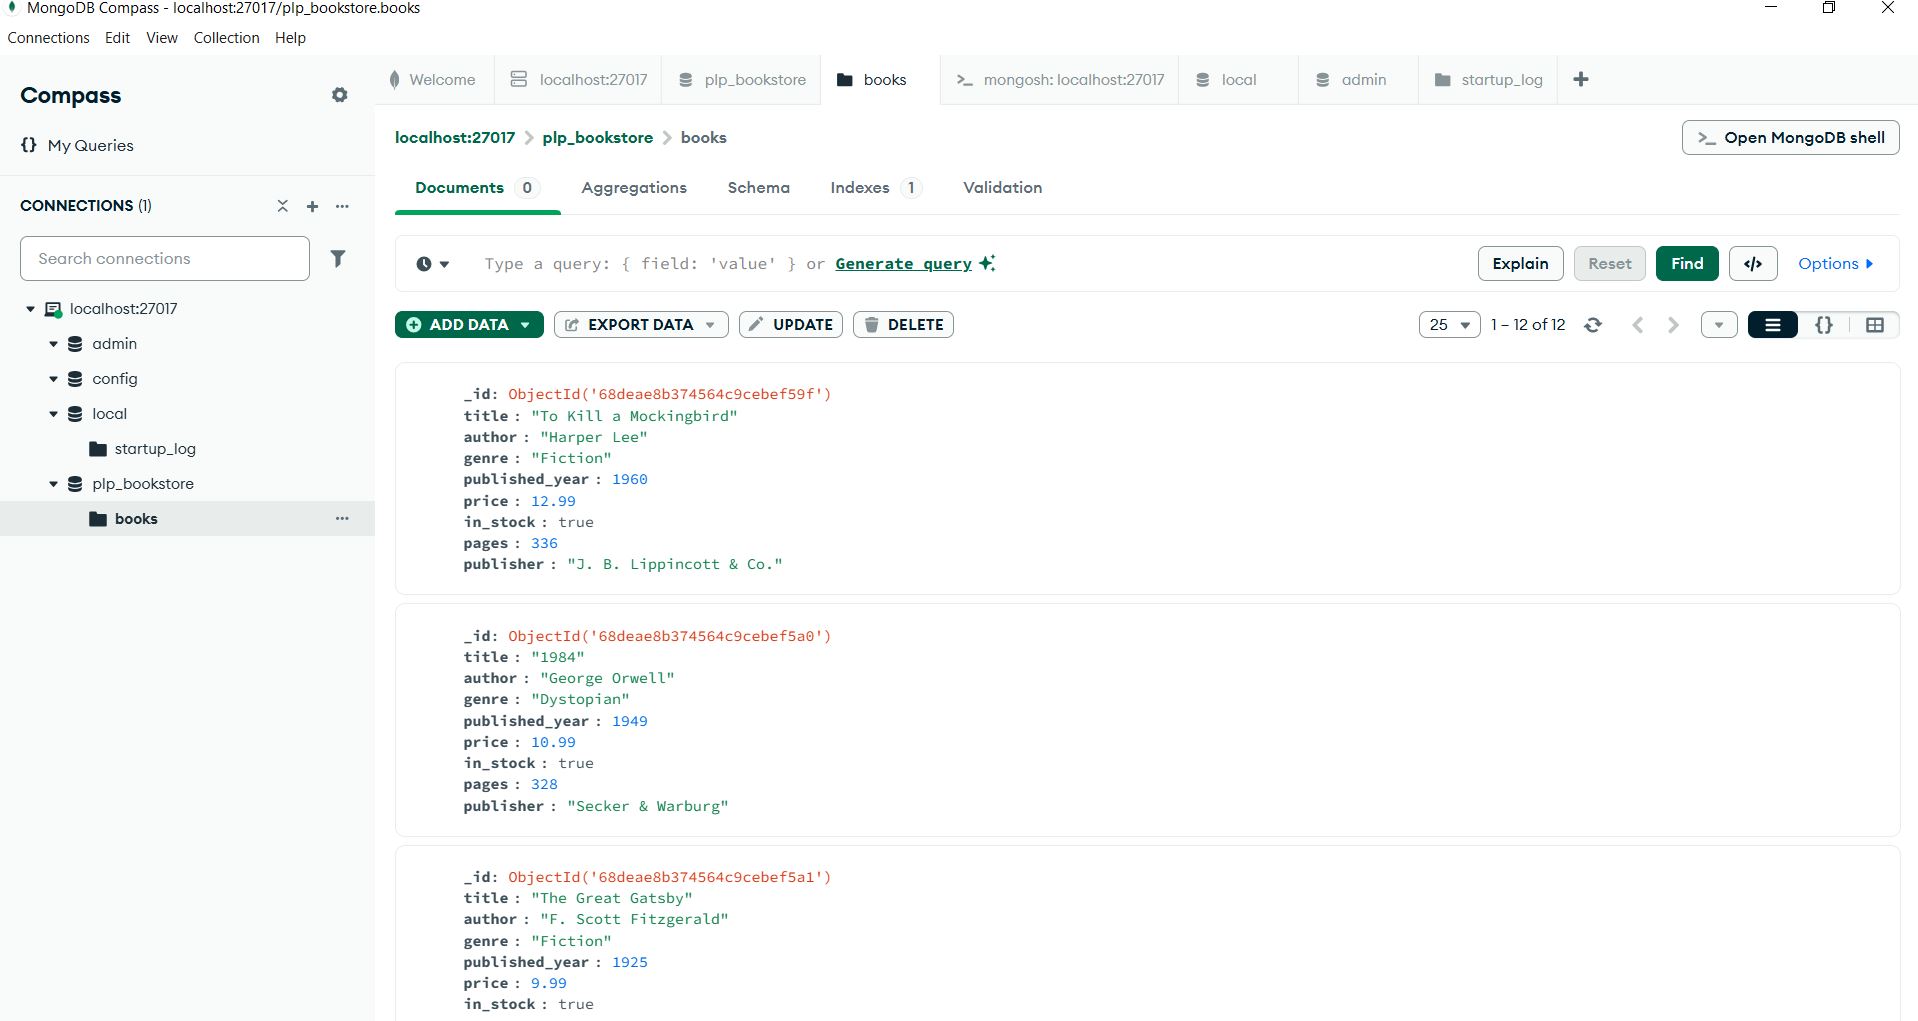 MongoDB Compass - localhost:27017/plp_bookstore.books
Connections Edit View Collection Help
Compass
My Queries
CONNECTIONS (1)
Search connections
localhost:27017
admin
config
local
startup_log
plp_bookstore
books
Welcome localhost:27017 plp_bookstore books >_ mongosh: localhost:27017 local admin startup_log
localhost:27017 > plp_bookstore > books
>_ Open MongoDB shell
Documents 0 Aggregations Schema Indexes 1 Validation
Type a query: { field: 'value' } or Generate query
Explain Reset Find </> Options
ADD DATA EXPORT DATA UPDATE DELETE
25 1 – 12 of 12 {}
_id: ObjectId('68deae8b374564c9cebef59f')
title : "To Kill a Mockingbird"
author : "Harper Lee"
genre : "Fiction"
published_year : 1960
price : 12.99
in_stock : true
pages : 336
publisher : "J. B. Lippincott & Co."
_id: ObjectId('68deae8b374564c9cebef5a0')
title : "1984"
author : "George Orwell"
genre : "Dystopian"
published_year : 1949
price : 10.99
in_stock : true
pages : 328
publisher : "Secker & Warburg"
_id: ObjectId('68deae8b374564c9cebef5a1')
title : "The Great Gatsby"
author : "F. Scott Fitzgerald"
genre : "Fiction"
published_year : 1925
price : 9.99
in_stock : true